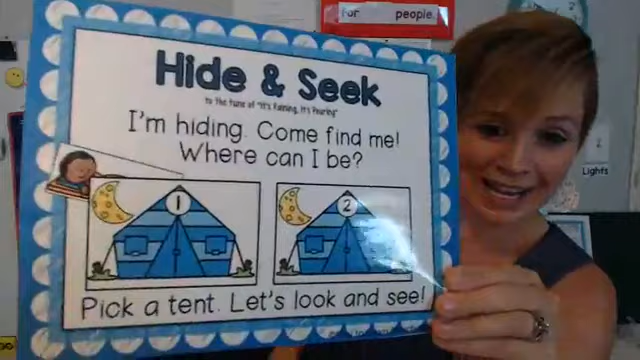 for people.
Hide & Seek
to the tune of "It's Raining, It's Pouring"
I'm hiding. Come find me!
Where can I be?
1
2
Pick a tent. Let's look and see!
Lights